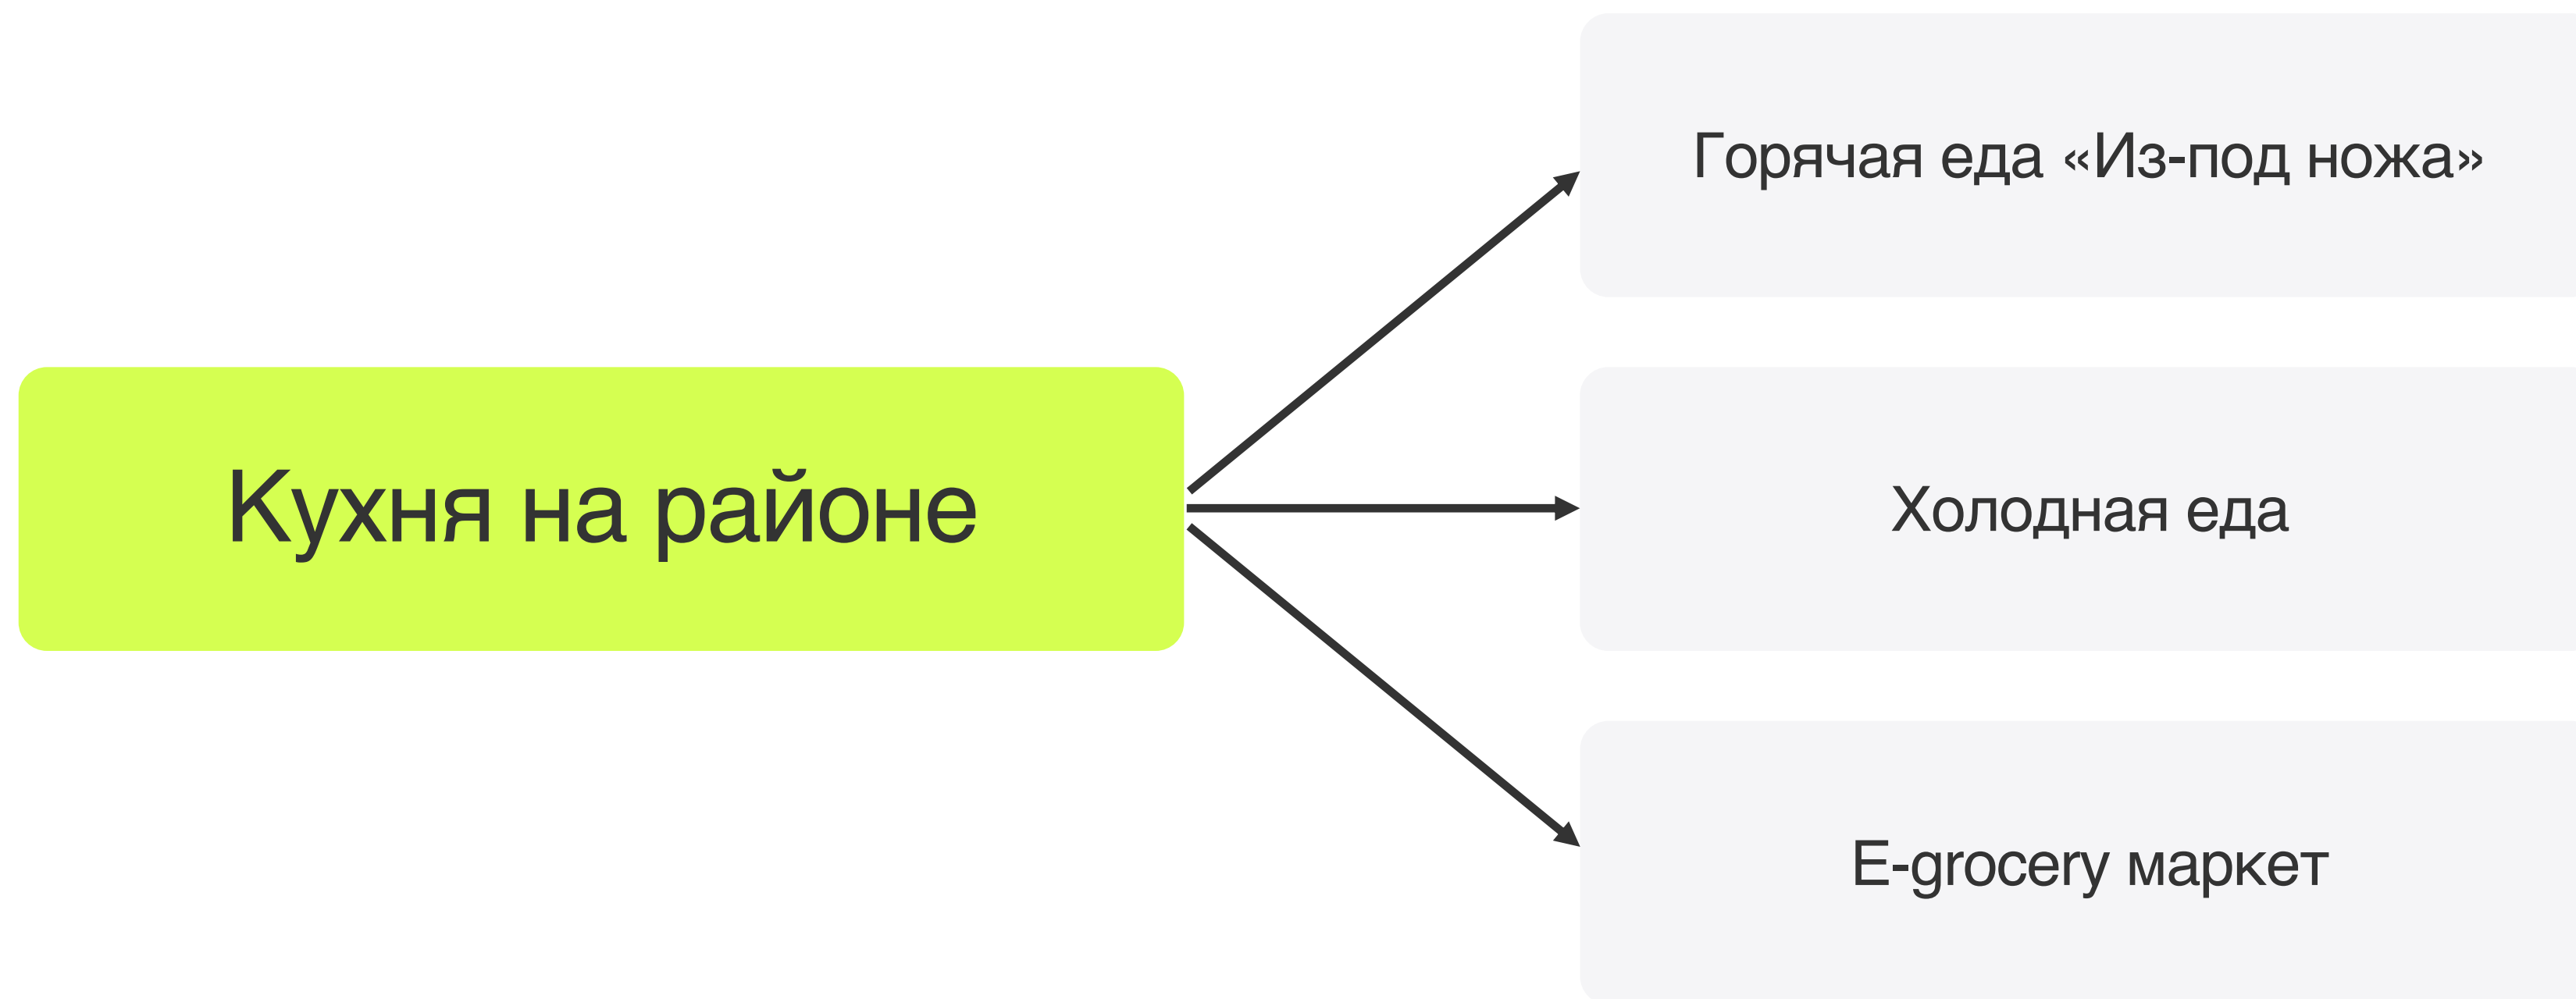 Горячая еда «Из-под ножа»
Кухня на районе
Холодная еда
E-grocery маркет